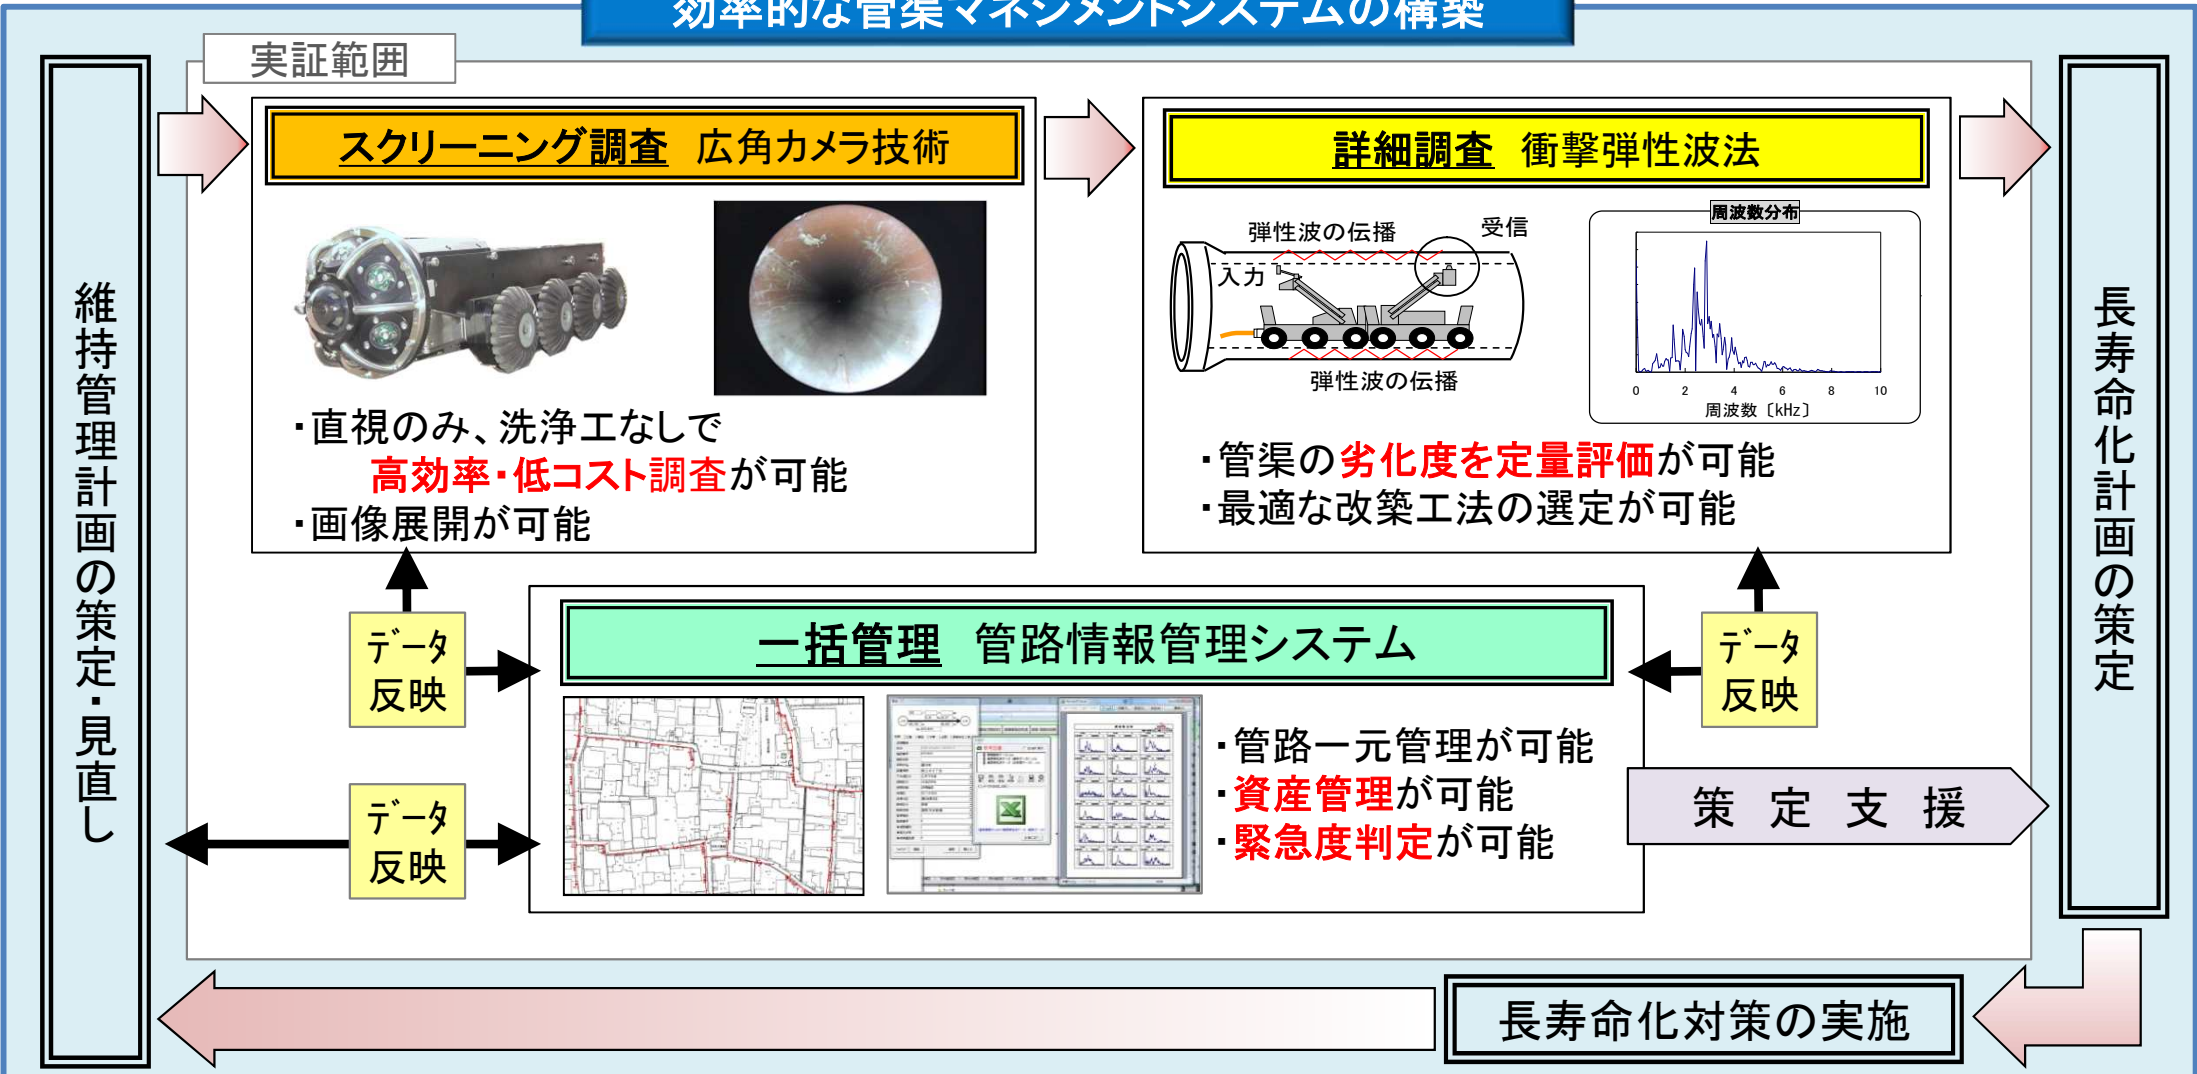 効率的な管渠マネジメントシステムの構築
実証範囲
維持管理計画の策定・見直し
スクリーニング調査 広角カメラ技術
・直視のみ、洗浄工なしで
高効率・低コスト調査が可能
・画像展開が可能
詳細調査 衝撃弾性波法
弾性波の伝播
受信
入力
弾性波の伝播
周波数分布
0 2 4 6 8 10
周波数〔kHz〕
・管渠の劣化度を定量評価が可能
・最適な改築工法の選定が可能
データ
反映
データ
反映
一括管理 管路情報管理システム
・管路一元管理が可能
・資産管理が可能
・緊急度判定が可能
データ
反映
策定支援
長寿命化計画の策定
長寿命化対策の実施